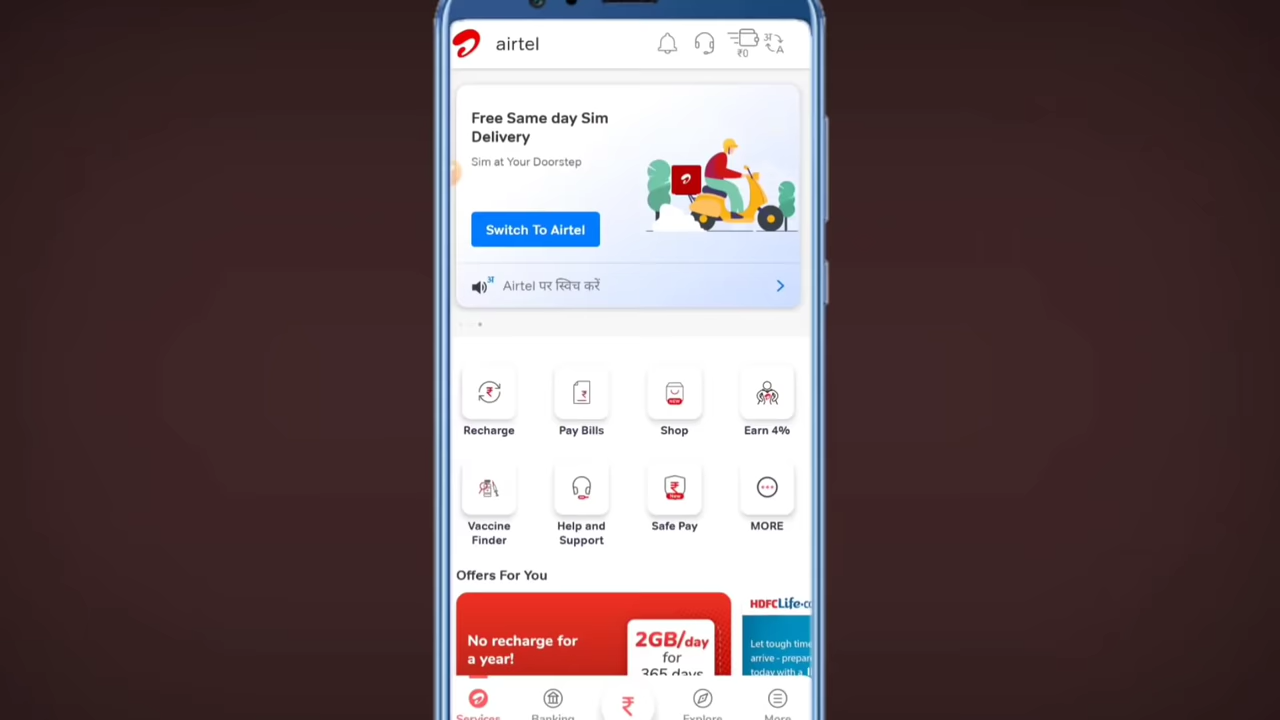 airtel
₹0
अ
A
Free Same day Sim
Delivery
Sim at Your Doorstep
Switch To Airtel
अ
Airtel पर स्विच करें
Recharge
Pay Bills
Shop
Earn 4%
Vaccine
Finder
Help and
Support
Safe Pay
MORE
Offers For You
No recharge for
a year!
2GB/day
for
365 days
HDFC Life
Let tough time
arrive - prepar
today with a
Services
Banking
₹
Explore
More